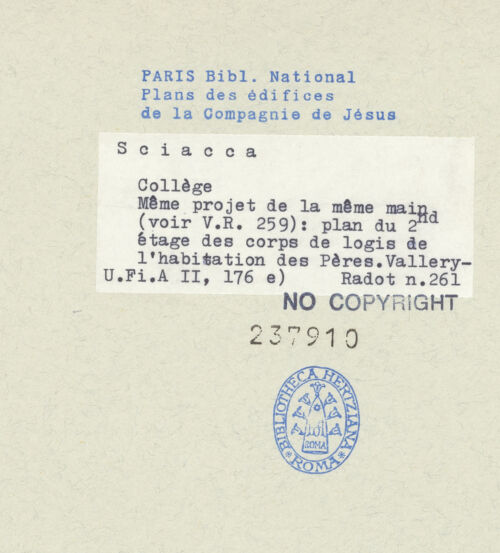 PARIS Bibl. National
Plans des édifices
de la Compagnie de Jésus
Sciacca
Collège
Même projet de la même main
(voir V.R. 259): plan du 2nd
étage des corps de logis de
l'habitation des Pères.Vallery-
U.Fi.A II, 176 e) Radot n.261
NO COPYRIGHT
237910
BIBLIOTHECA HERTZIANA
ROMA
ROMA